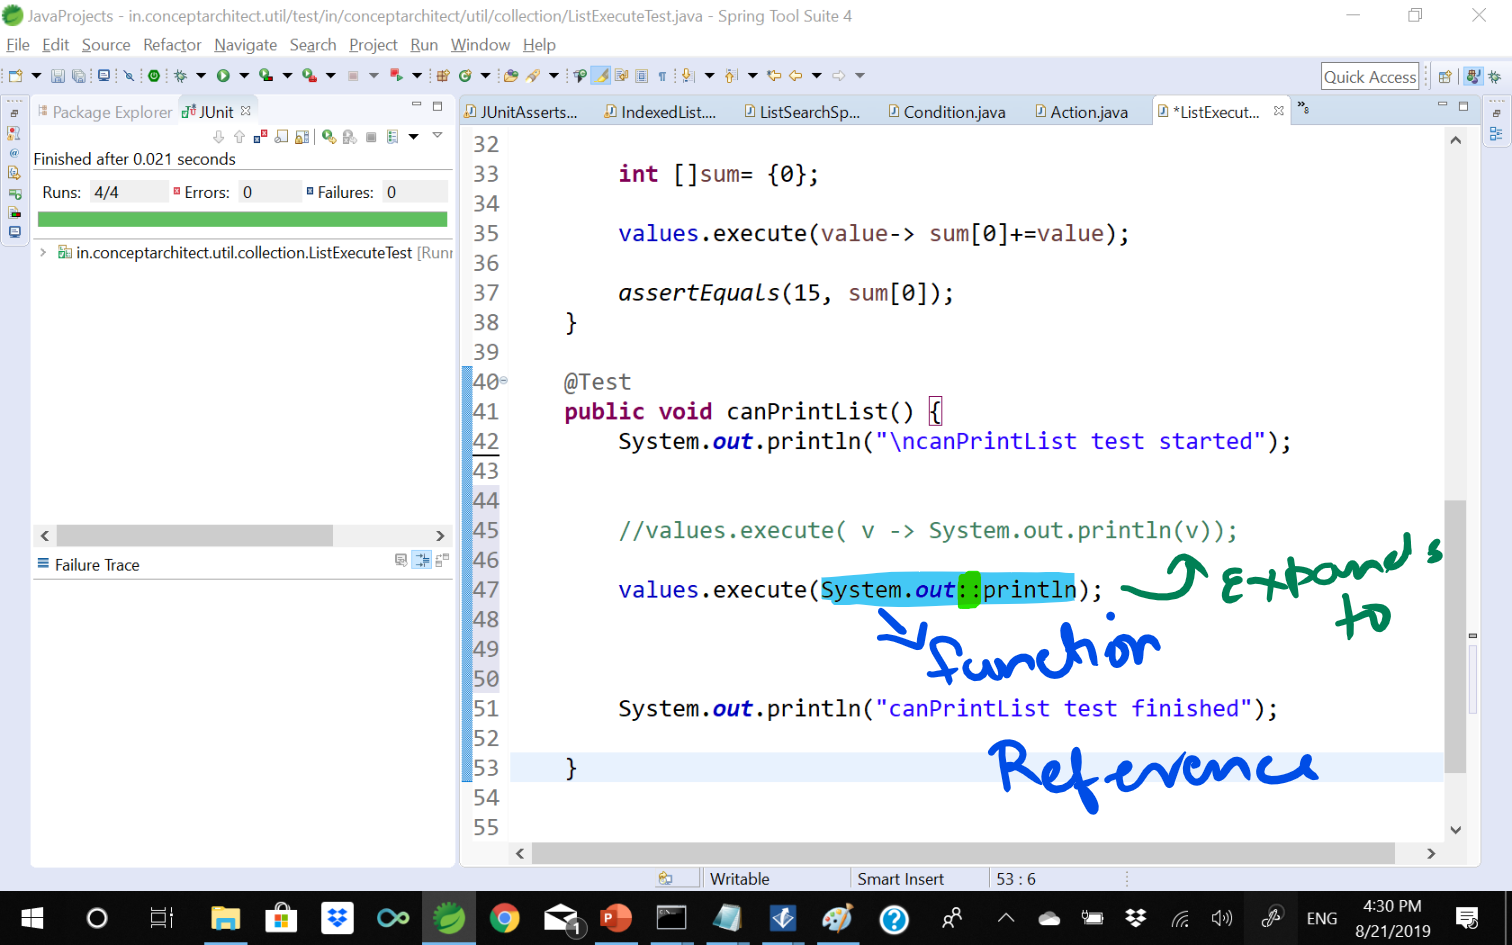 JavaProjects - in.conceptarchitect.util/test/in/conceptarchitect/util/collection/ListExecuteTest.java - Spring Tool Suite 4
File Edit Source Refactor Navigate Search Project Run Window Help
Quick Access
Package Explorer JUnit
JUnitAsserts... IndexedList.... ListSearchSp... Condition.java Action.java *ListExecut... »8
Finished after 0.021 seconds
Runs: 4/4 Errors: 0 Failures: 0
in.conceptarchitect.util.collection.ListExecuteTest [Runr
Failure Trace
32
33 int []sum= {0};
34
35 values.execute(value-> sum[0]+=value);
36
37 assertEquals(15, sum[0]);
38 }
39
40 @Test
41 public void canPrintList() {
42 System.out.println("\ncanPrintList test started");
43
44
45 //values.execute( v -> System.out.println(v));
46
47 values.execute(System.out::println);
Expands
to
48
function
49
50
51 System.out.println("canPrintList test finished");
52
Reference
53 }
54
55
Writable Smart Insert 53 : 6
1
ENG
4:30 PM
8/21/2019